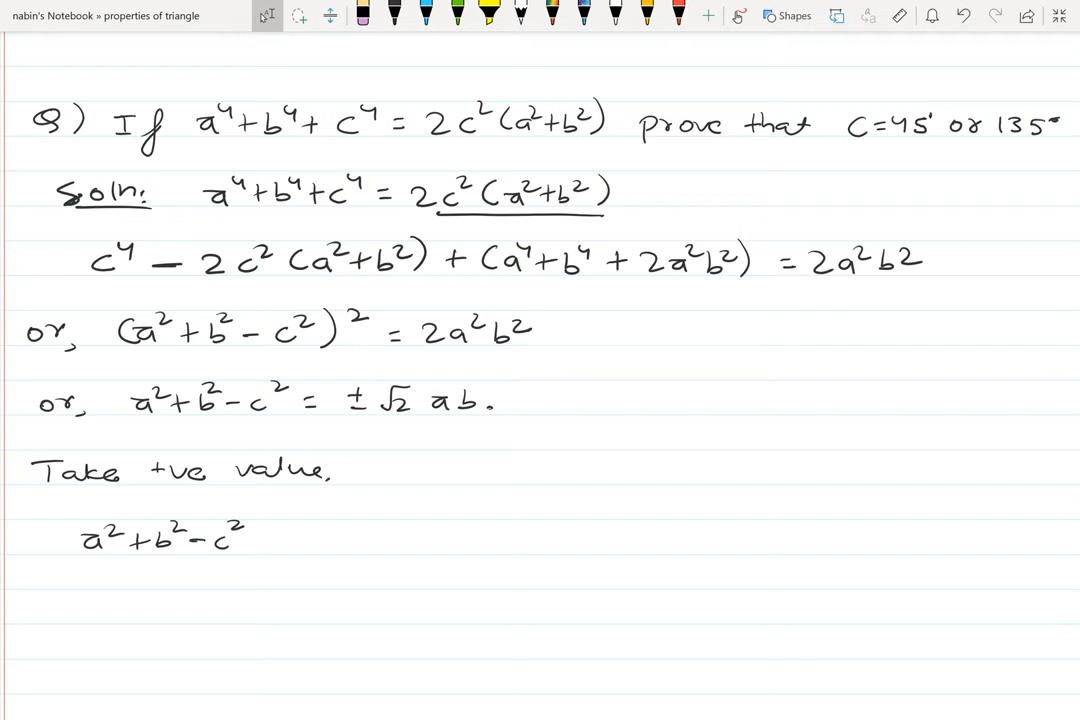 nabin's Notebook » properties of triangle
Shapes
Q) If a⁴+b⁴+c⁴ = 2c²(a²+b²) prove that C=45° or 135°
Soln: a⁴+b⁴+c⁴ = 2c²(a²+b²)
c⁴ − 2c²(a²+b²) + (a⁴+b⁴+2a²b²) = 2a²b²
or, (a²+b²−c²)² = 2a²b²
or, a²+b²−c² = ± √2 ab.
Take +ve value.
a²+b²−c²